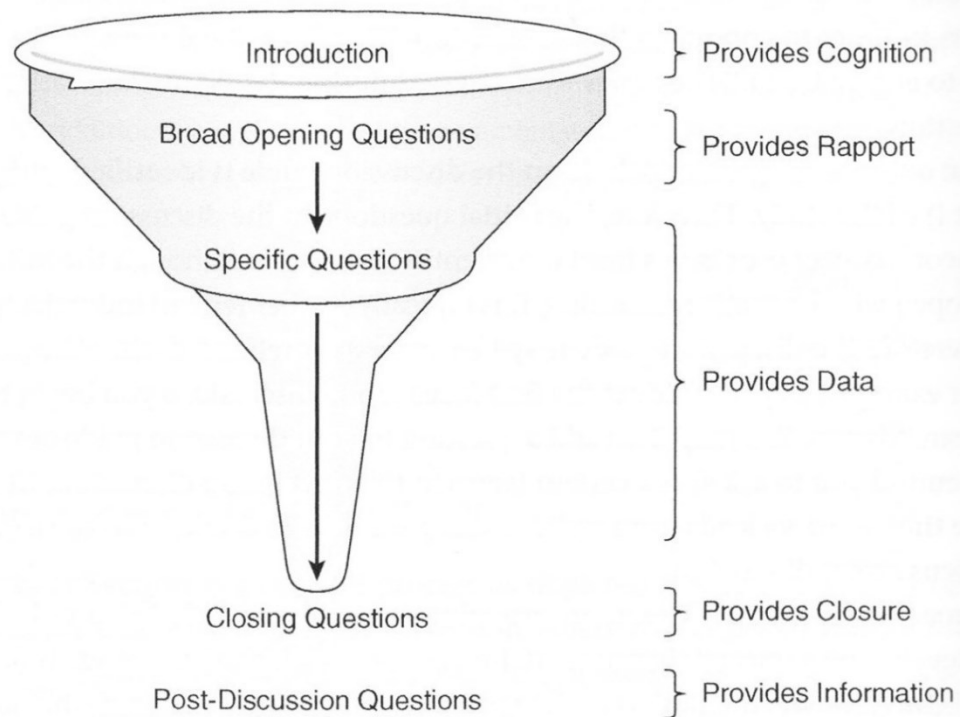 Introduction
Provides Cognition
Broad Opening Questions
Provides Rapport
Specific Questions
Provides Data
Closing Questions
Provides Closure
Post-Discussion Questions
Provides Information